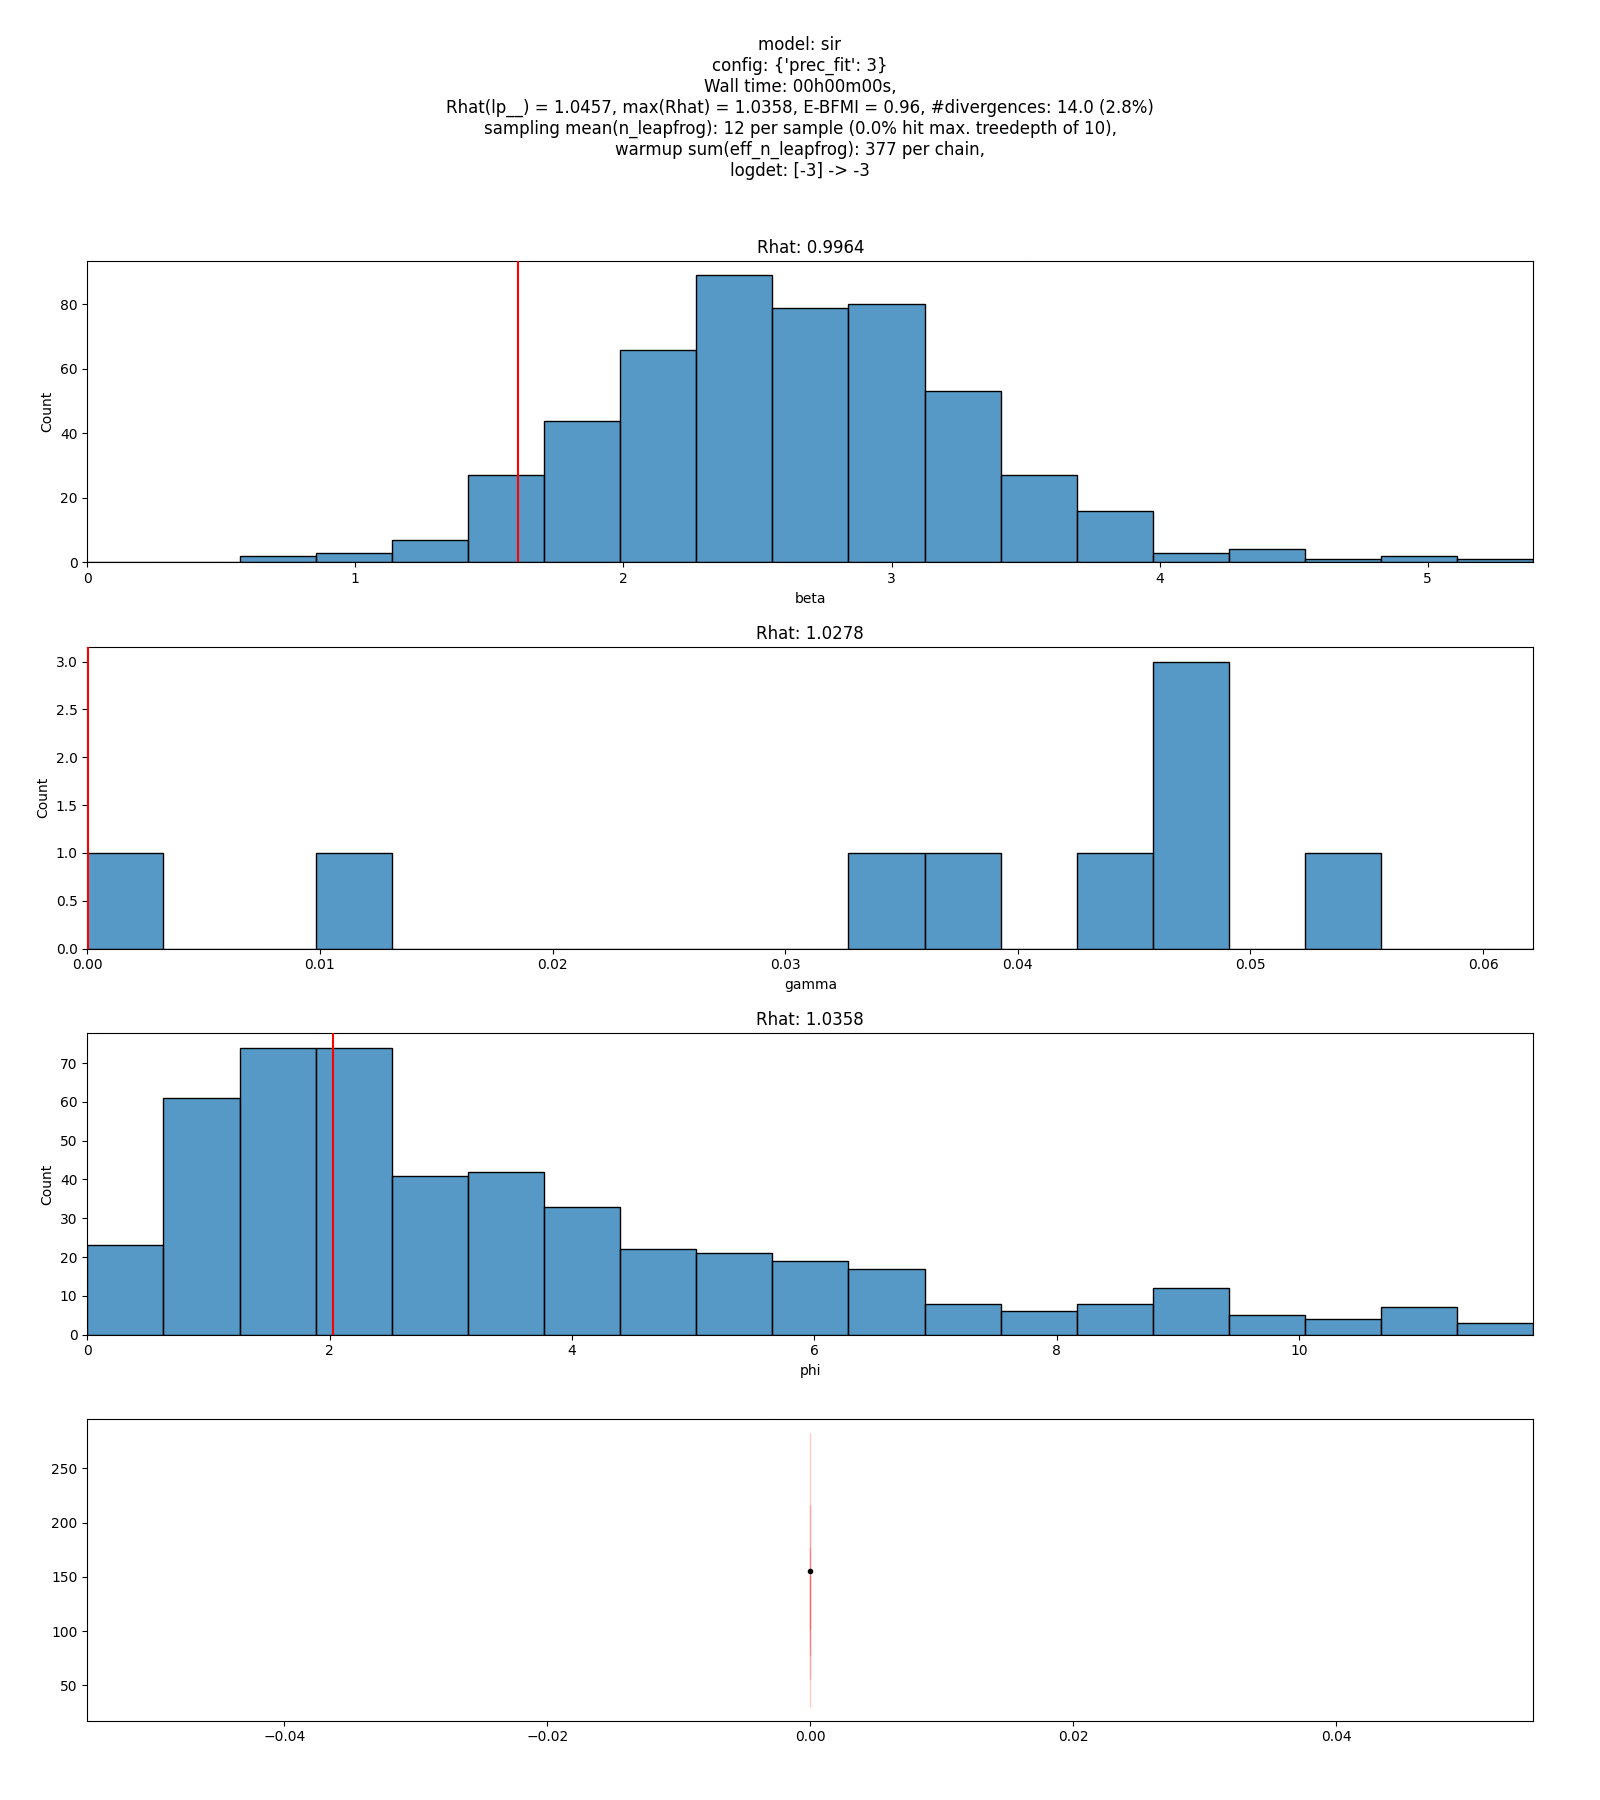 model: sir
config: {'prec_fit': 3}
Wall time: 00h00m00s,
Rhat(lp__) = 1.0457, max(Rhat) = 1.0358, E-BFMI = 0.96, #divergences: 14.0 (2.8%)
sampling mean(n_leapfrog): 12 per sample (0.0% hit max. treedepth of 10),
warmup sum(eff_n_leapfrog): 377 per chain,
logdet: [-3] -> -3
Rhat: 0.9964
80
60
40
20
0
Count
0 1 2 3 4 5
beta
Rhat: 1.0278
3.0
2.5
2.0
1.5
1.0
0.5
0.0
Count
0.00 0.01 0.02 0.03 0.04 0.05 0.06
gamma
Rhat: 1.0358
70
60
50
40
30
20
10
0
Count
0 2 4 6 8 10
phi
250
200
150
100
50
−0.04 −0.02 0.00 0.02 0.04